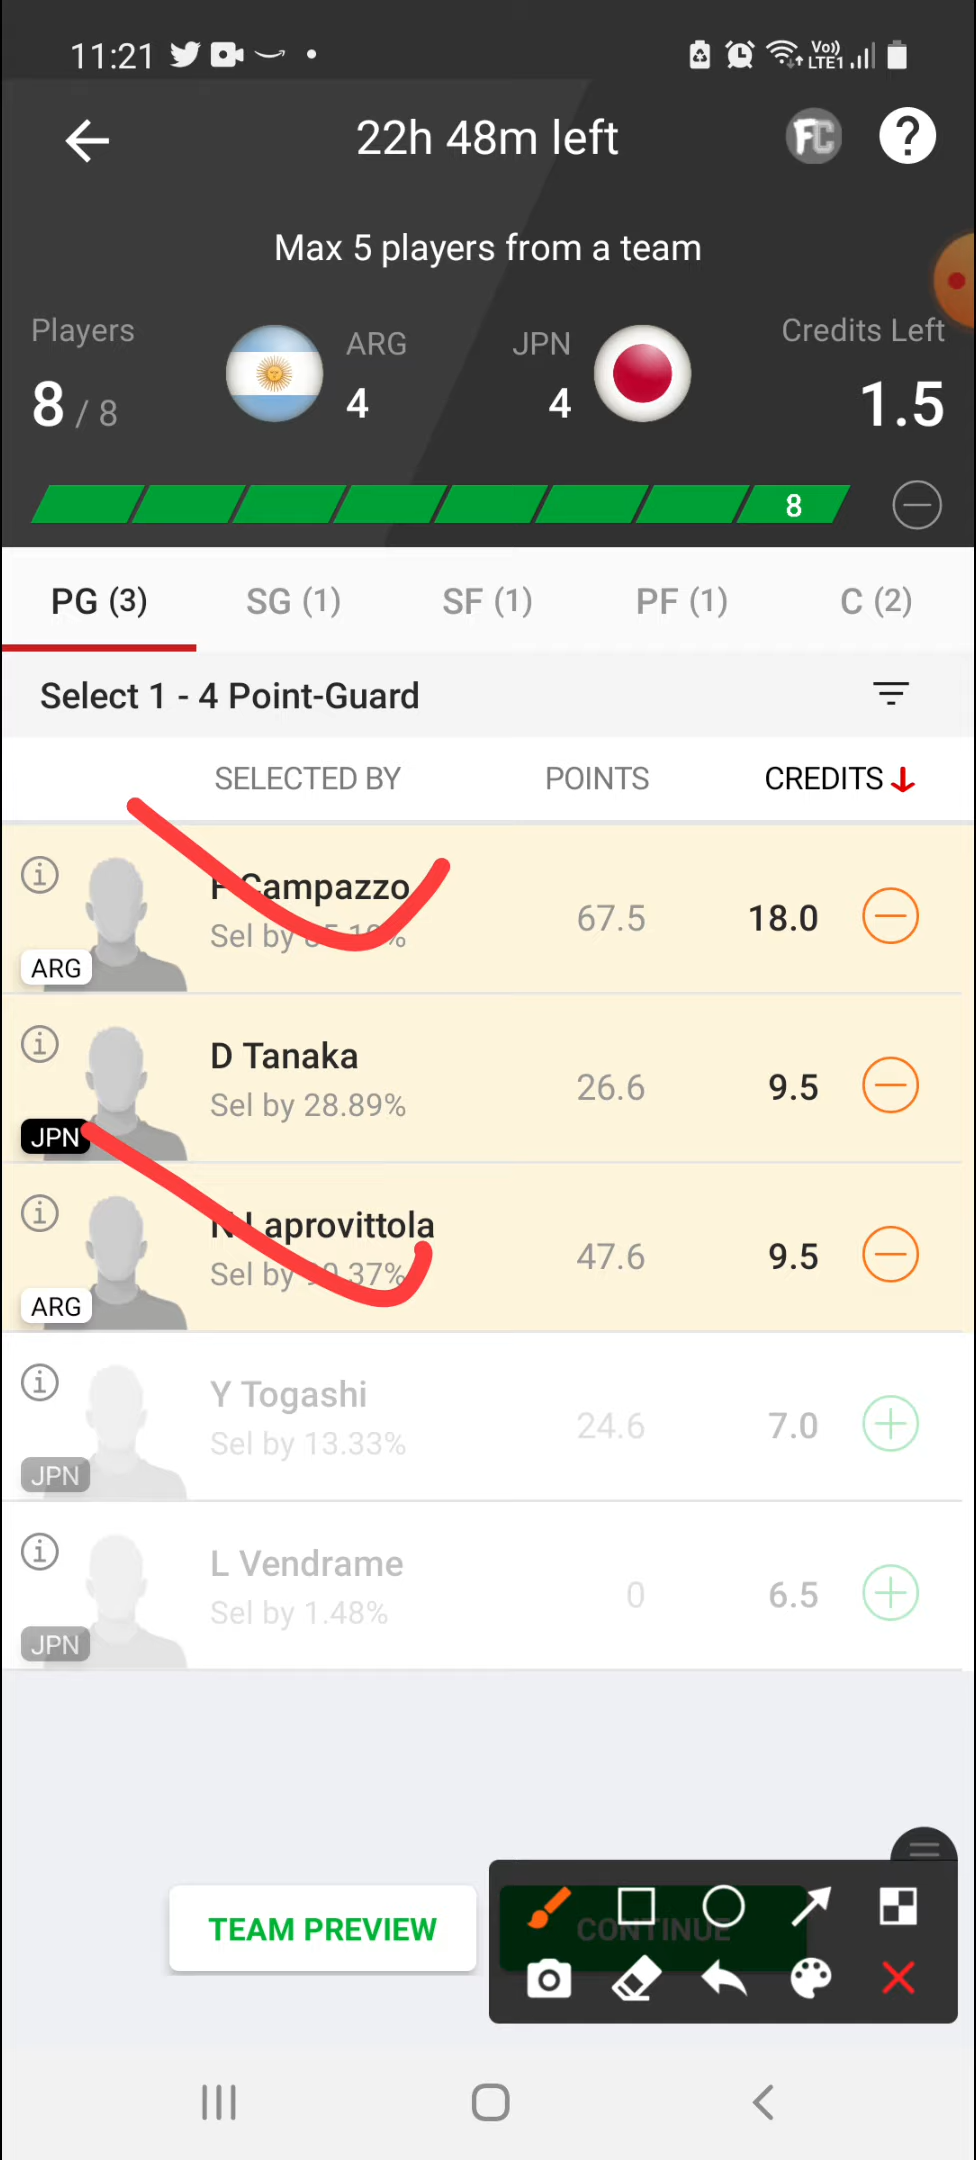 11:21
Vo))
LTE1
22h 48m left
FC
?
Max 5 players from a team
Players
ARG
JPN
Credits Left
8 / 8
4
4
1.5
8
PG (3)
SG (1)
SF (1)
PF (1)
C (2)
Select 1 - 4 Point-Guard
SELECTED BY
POINTS
CREDITS
Campazzo
Sel by
67.5
18.0
ARG
D Tanaka
Sel by 28.89%
26.6
9.5
JPN
N Laprovittola
Sel by
47.6
9.5
ARG
Y Togashi
Sel by 13.33%
24.6
7.0
JPN
L Vendrame
Sel by 1.48%
0
6.5
JPN
TEAM PREVIEW
CONTINUE